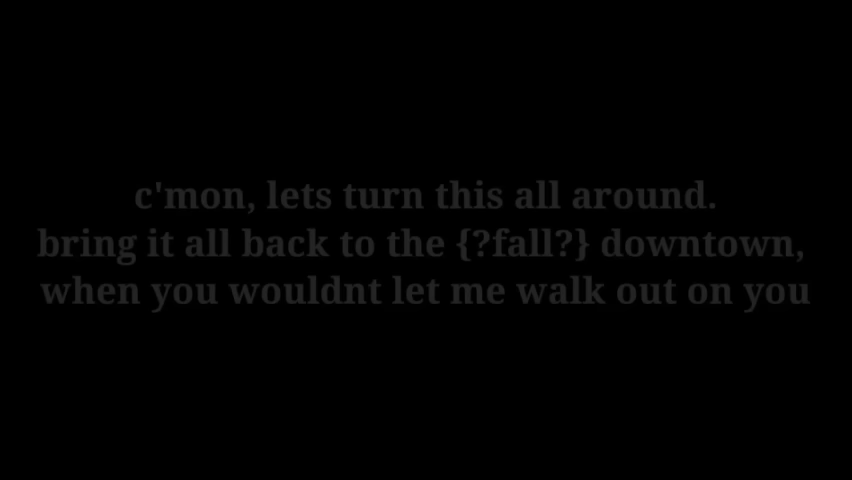 c'mon, lets turn this all around.
bring it all back to the {?fall?} downtown,
when you wouldnt let me walk out on you